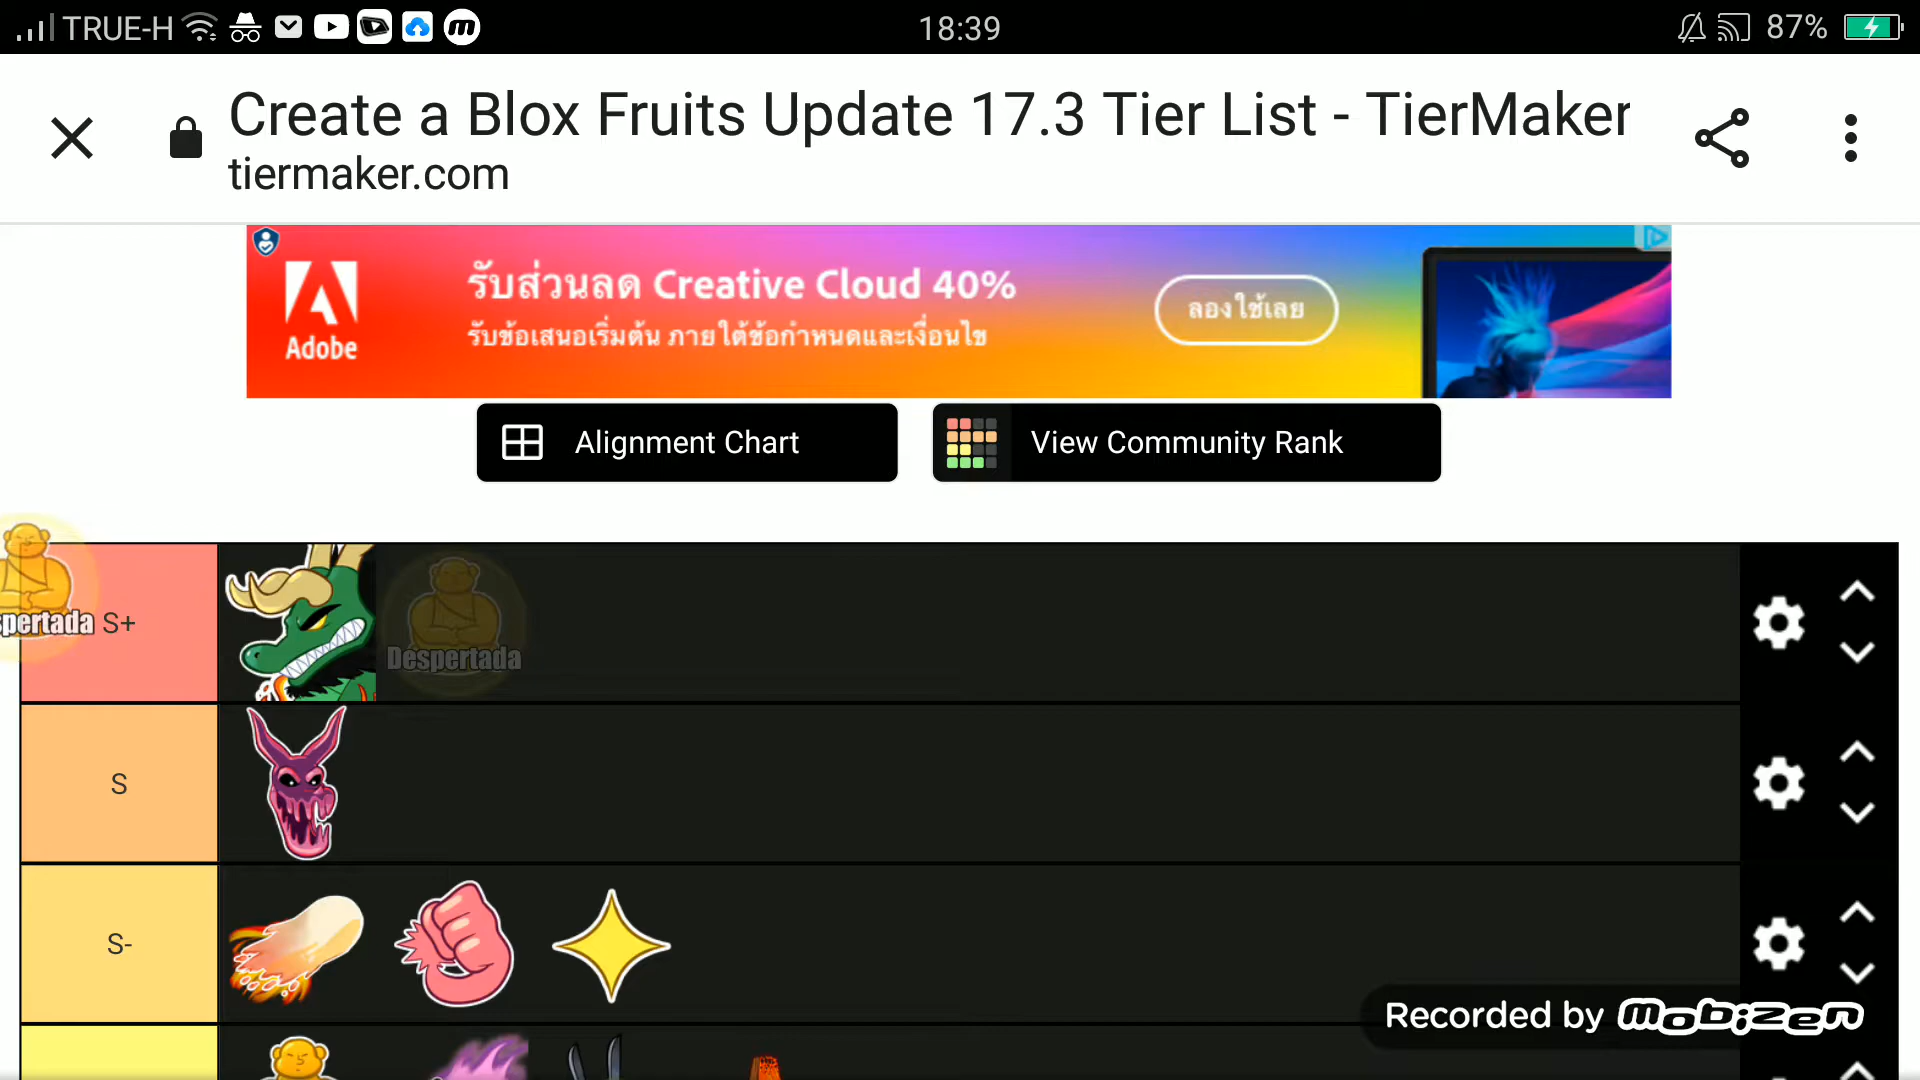 TRUE-H
18:39
87%
Create a Blox Fruits Update 17.3 Tier List - TierMaker
tiermaker.com
Adobe
รับส่วนลด Creative Cloud 40%
รับข้อเสนอเริ่มต้น ภายใต้ข้อกำหนดและเงื่อนไข
ลองใช้เลย
Alignment Chart
View Community Rank
spertada
S+
Despertada
S
S-
Recorded by mobizen